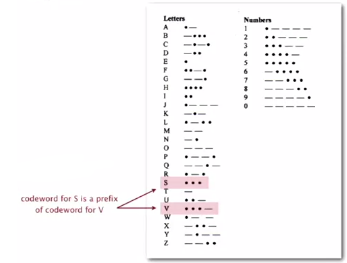 Letters
A •—
B —•••
C —•—•
D —••
E •
F ••—•
G ——•
H ••••
I ••
J •———
K —•—
L •—••
M ——
N —•
O ———
P •——•
Q ——•—
R •—•
S •••
T —
U ••—
V •••—
W •——
X —••—
Y —•——
Z ——••
Numbers
1 •————
2 ••———
3 •••——
4 ••••—
5 •••••
6 —••••
7 ——•••
8 ———••
9 ————•
0 —————
codeword for S is a prefix
of codeword for V